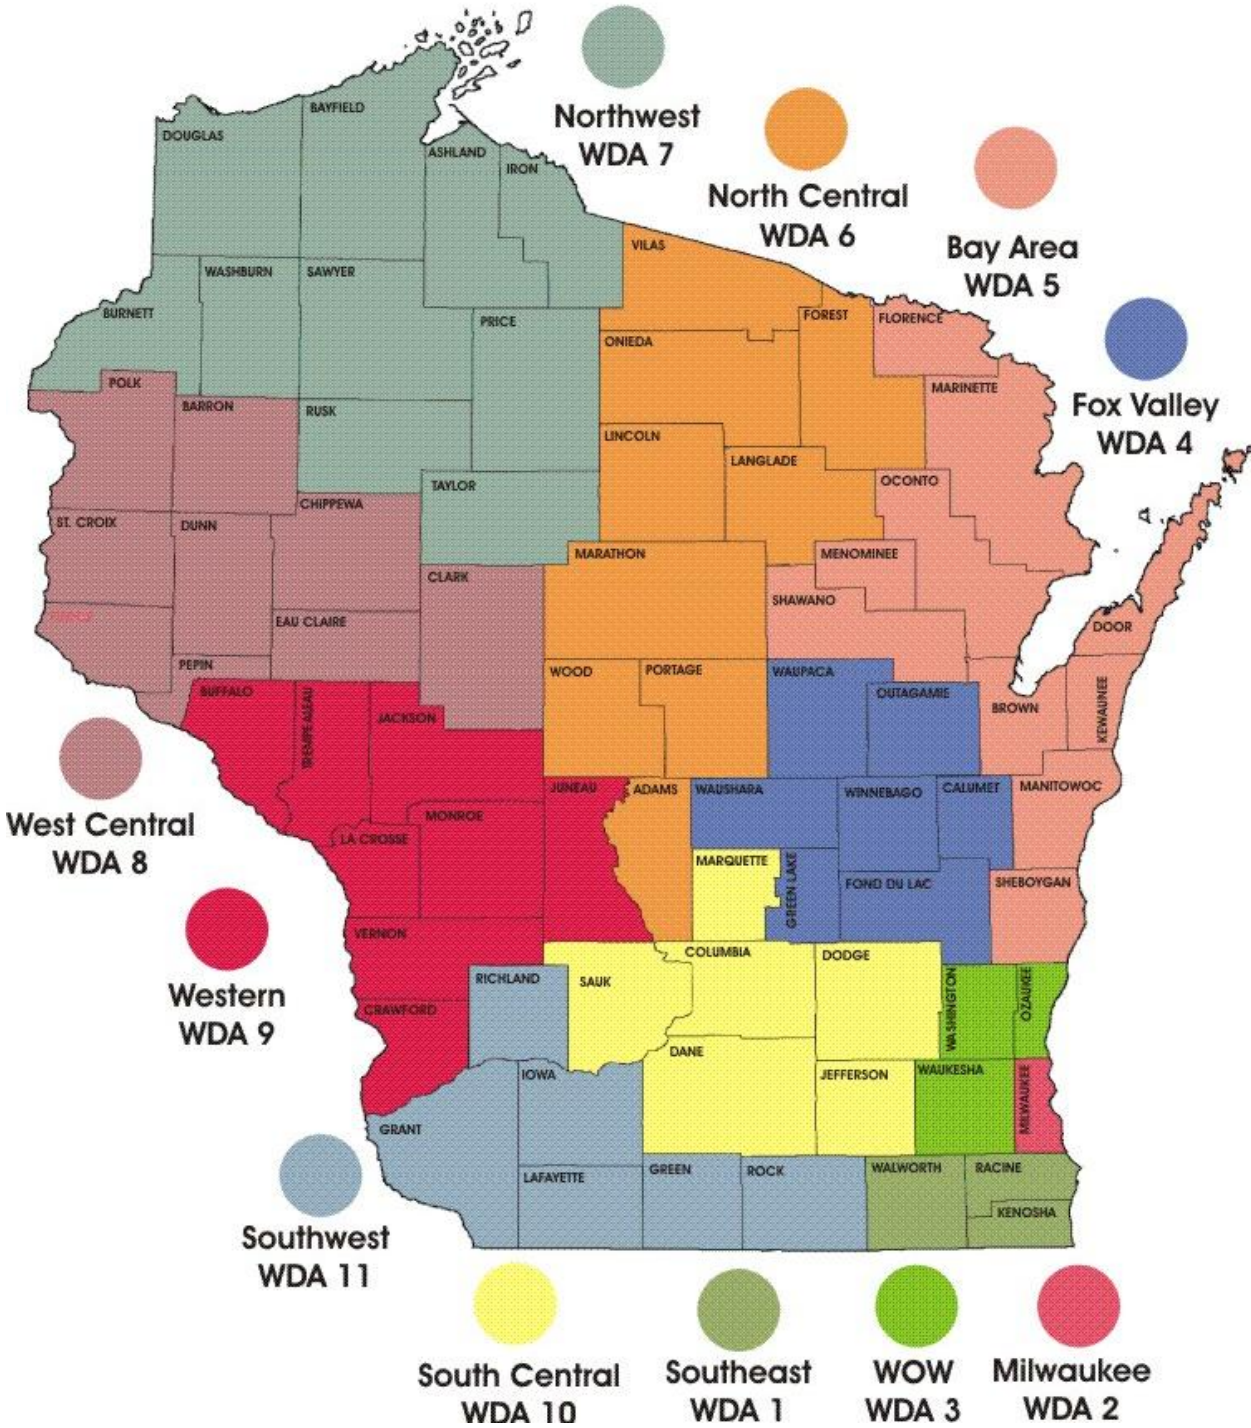 Northwest
WDA 7
North Central
WDA 6
Bay Area
WDA 5
Fox Valley
WDA 4
DOUGLAS
BAYFIELD
ASHLAND
IRON
VILAS
BURNETT
WASHBURN
SAWYER
PRICE
ONIEDA
FOREST
FLORENCE
MARINETTE
POLK
BARRON
RUSK
LINCOLN
LANGLADE
OCONTO
TAYLOR
CHIPPEWA
ST. CROIX
DUNN
CLARK
MARATHON
MENOMINEE
SHAWANO
EAU CLAIRE
DOOR
PEPIN
WOOD
PORTAGE
WAUPACA
OUTAGAMIE
BROWN
KEWAUNEE
BUFFALO
TREMPEALEAU
JACKSON
JUNEAU
ADAMS
WAUSHARA
WINNEBAGO
CALUMET
MANITOWOC
West Central
WDA 8
LA CROSSE
MONROE
MARQUETTE
GREEN LAKE
FOND DU LAC
SHEBOYGAN
VERNON
Western
WDA 9
CRAWFORD
RICHLAND
SAUK
COLUMBIA
DODGE
WASHINGTON
OZAUKEE
GRANT
IOWA
DANE
JEFFERSON
WAUKESHA
MILWAUKEE
LAFAYETTE
GREEN
ROCK
WALWORTH
RACINE
KENOSHA
Southwest
WDA 11
South Central
WDA 10
Southeast
WDA 1
WOW
WDA 3
Milwaukee
WDA 2